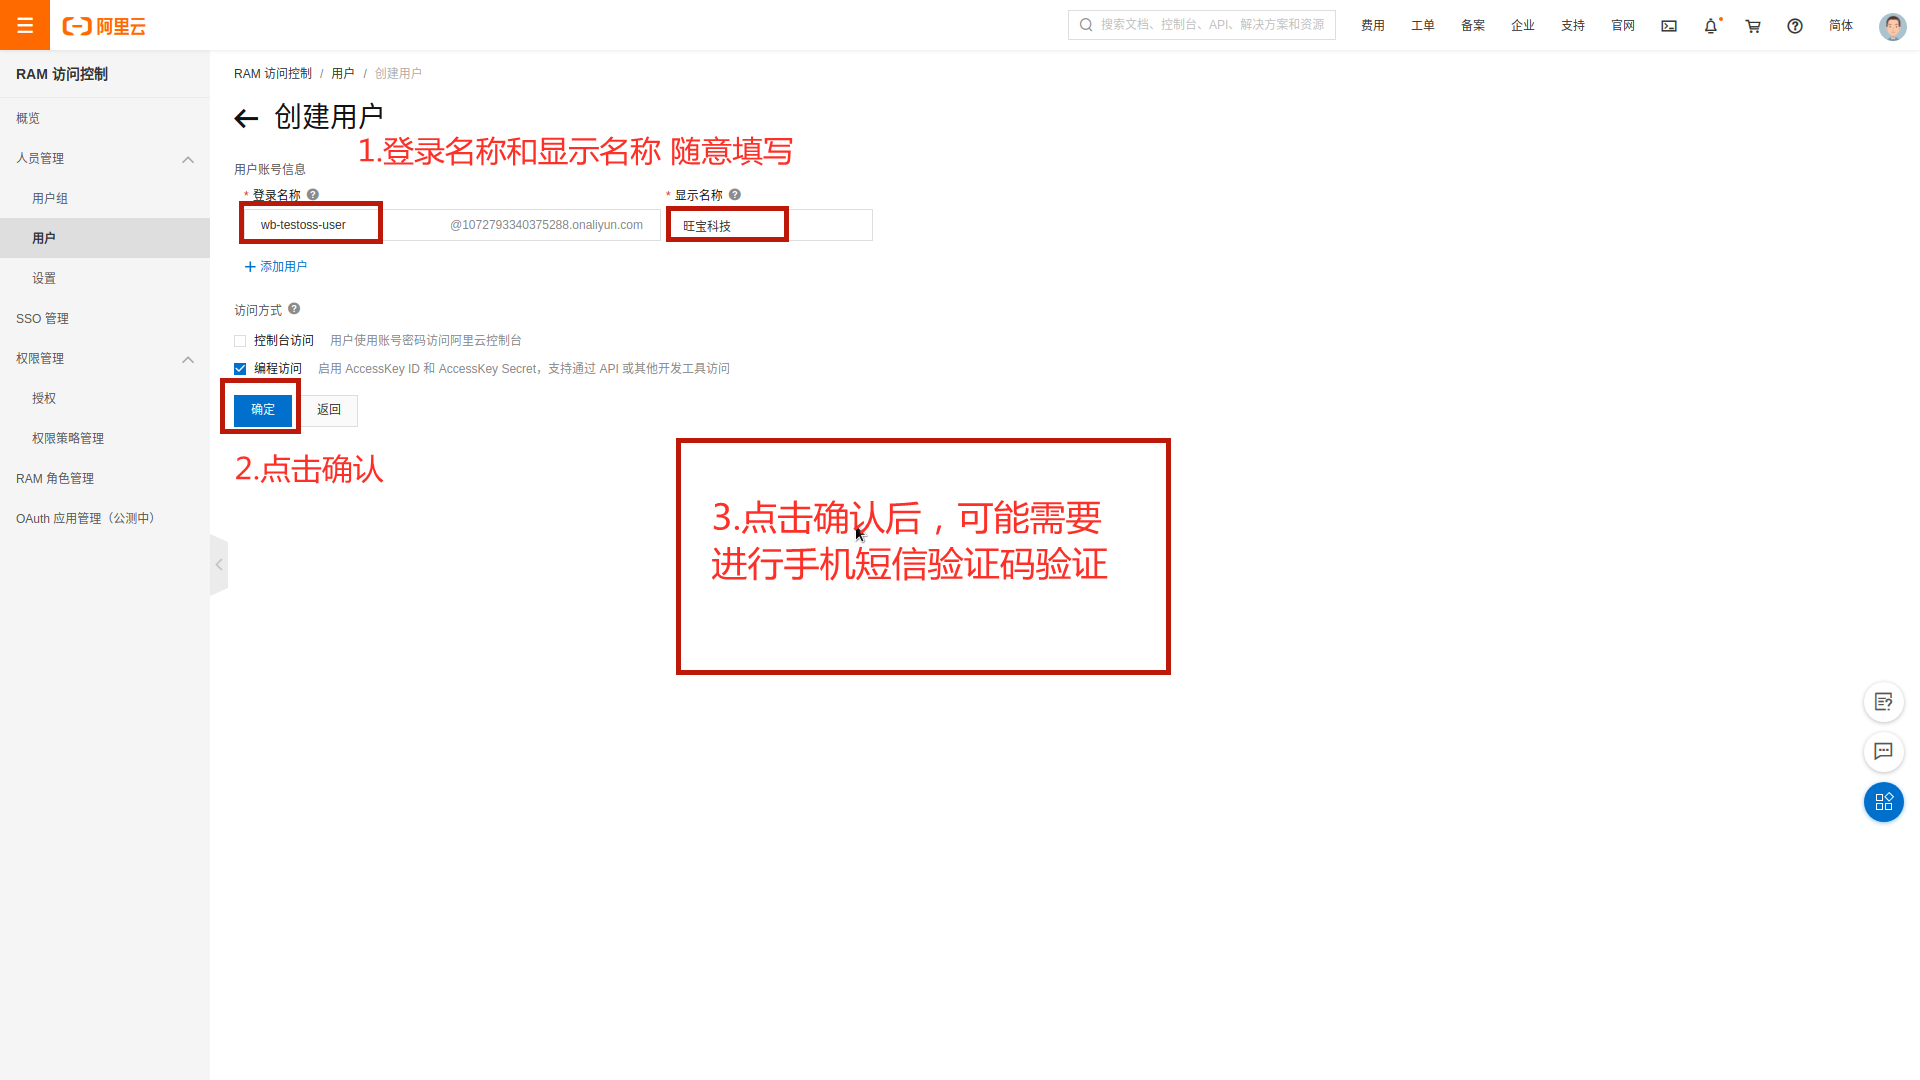 阿里云
搜索文档、控制台、API、解决方案和资源
费用 工单 备案 企业 支持 官网 简体
RAM 访问控制
概览
人员管理
用户组
用户
设置
SSO 管理
权限管理
授权
权限策略管理
RAM 角色管理
OAuth 应用管理（公测中）
RAM 访问控制 / 用户 / 创建用户
创建用户
1.登录名称和显示名称 随意填写
用户账号信息
* 登录名称 * 显示名称
wb-testoss-user @1072793340375288.onaliyun.com 旺宝科技
添加用户
访问方式
控制台访问 用户使用账号密码访问阿里云控制台
编程访问 启用 AccessKey ID 和 AccessKey Secret，支持通过 API 或其他开发工具访问
确定 返回
2.点击确认
3.点击确认后，可能需要
进行手机短信验证码验证